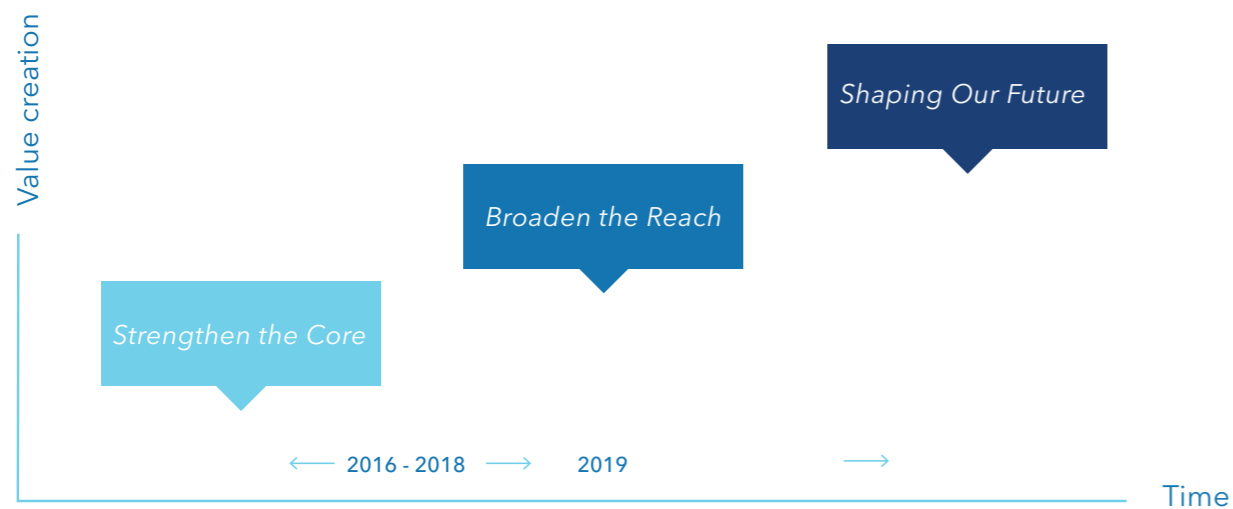 Value creation
Shaping Our Future
Broaden the Reach
Strengthen the Core
2016 - 2018
2019
Time